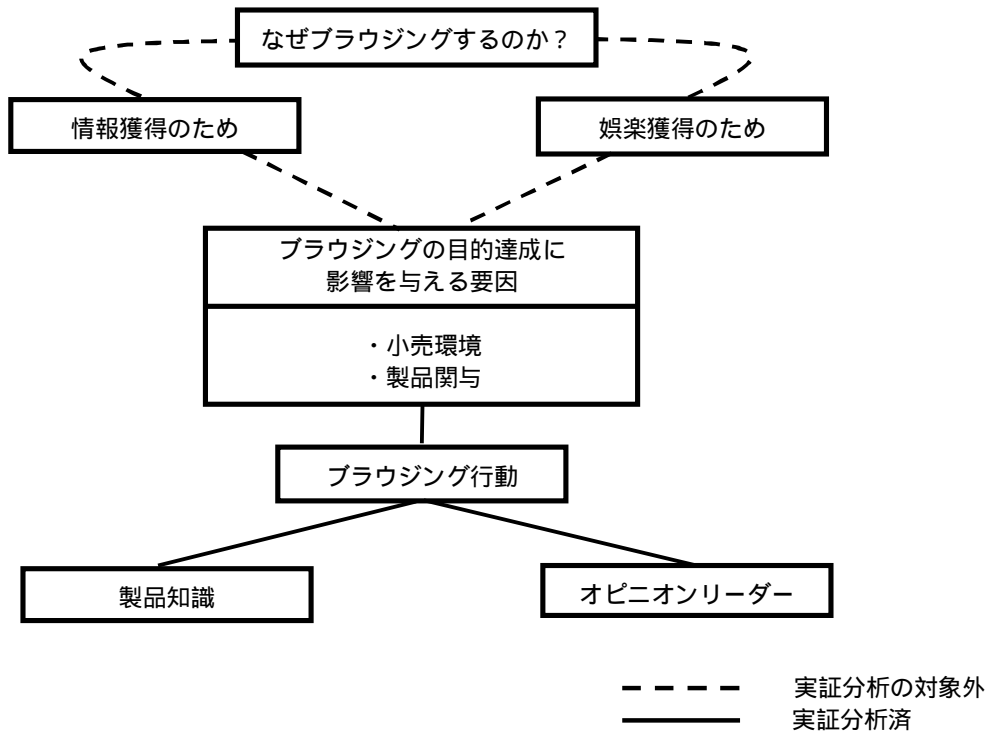 なぜブラウジングするのか？
情報獲得のため
娯楽獲得のため
ブラウジングの目的達成に
影響を与える要因
・小売環境
・製品関与
ブラウジング行動
製品知識
オピニオンリーダー
実証分析の対象外
実証分析済